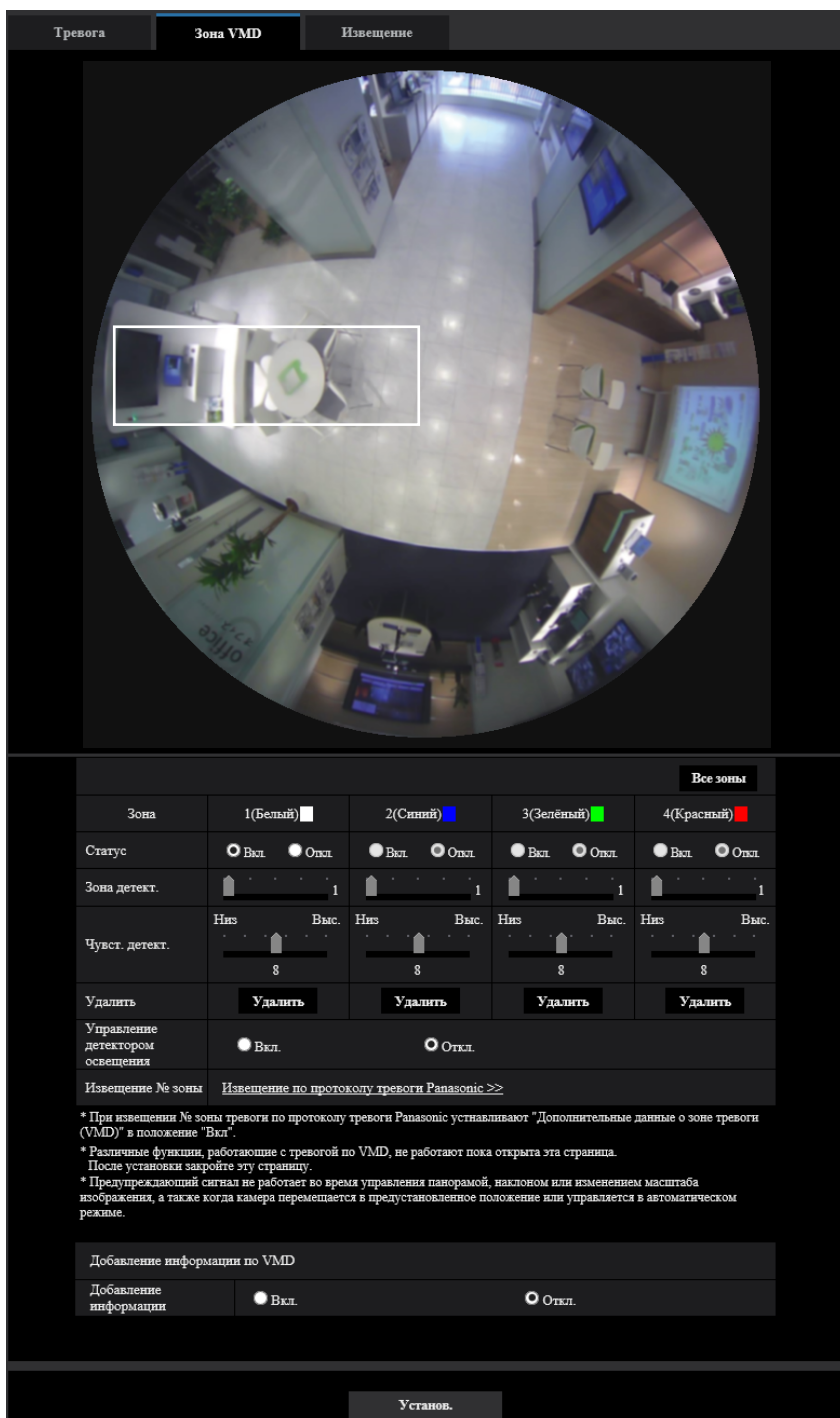 Тревога
Зона VMD
Извещение
office
Все зоны
Зона 1(Белый) 2(Синий) 3(Зелёный) 4(Красный)
Статус Вкл. Откл. Вкл. Откл. Вкл. Откл. Вкл. Откл.
Зона детект. 1 1 1 1
Низ Выс. Низ Выс. Низ Выс. Низ Выс.
Чувст. детект.
8 8 8 8
Удалить Удалить Удалить Удалить Удалить
Управление
детектором
освещения
Вкл. Откл.
Извещение № зоны Извещение по протоколу тревоги Panasonic >>
* При извещении № зоны тревоги по протоколу тревоги Panasonic устнавливают "Дополнительные данные о зоне тревоги
(VMD)" в положение "Вкл".
* Различные функции, работающие с тревогой по VMD, не работают пока открыта эта страница.
После установки закройте эту страницу.
* Предупреждающий сигнал не работает во время управления панорамой, наклоном или изменением масштаба
изображения, а также когда камера перемещается в предустановленное положение или управляется в автоматическом
режиме.
Добавление информации по VMD
Добавление
информации
Вкл. Откл.
Установ.